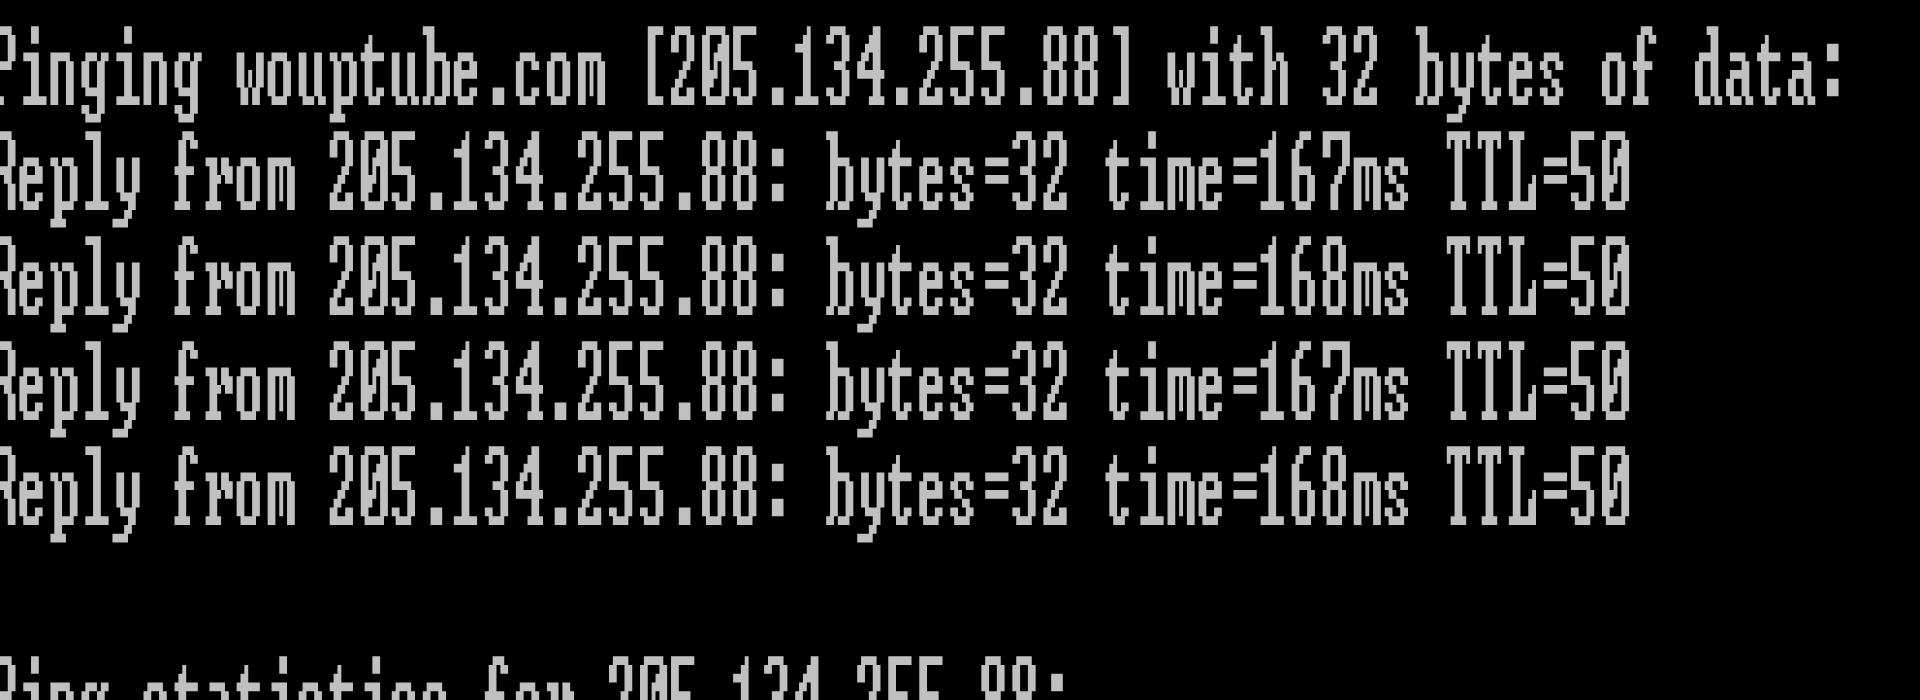 Pinging wouptube.com [205.134.255.88] with 32 bytes of data:
Reply from 205.134.255.88: bytes=32 time=167ms TTL=50
Reply from 205.134.255.88: bytes=32 time=168ms TTL=50
Reply from 205.134.255.88: bytes=32 time=167ms TTL=50
Reply from 205.134.255.88: bytes=32 time=168ms TTL=50
Ping statistics for 205.134.255.88: